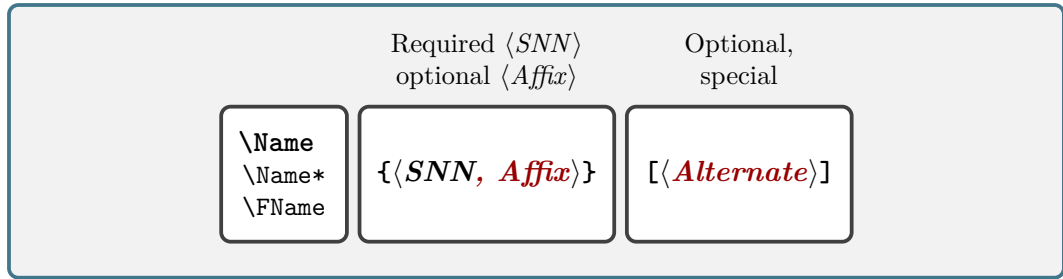 Required ⟨SNN⟩
optional ⟨Affix⟩
Optional,
special
\Name
\Name*
\FName
{⟨SNN, Affix⟩}
[⟨Alternate⟩]